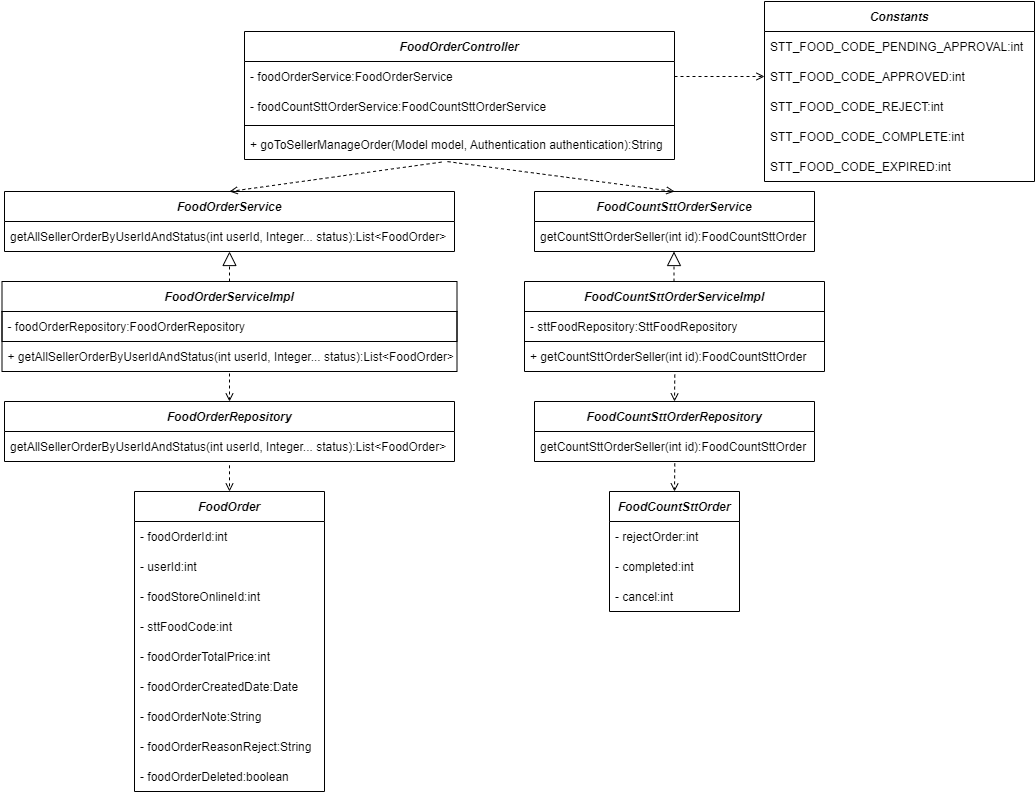 FoodOrderController
- foodOrderService:FoodOrderService
- foodCountSttOrderService:FoodCountSttOrderService
+ goToSellerManageOrder(Model model, Authentication authentication):String
Constants
STT_FOOD_CODE_PENDING_APPROVAL:int
STT_FOOD_CODE_APPROVED:int
STT_FOOD_CODE_REJECT:int
STT_FOOD_CODE_COMPLETE:int
STT_FOOD_CODE_EXPIRED:int
FoodOrderService
getAllSellerOrderByUserIdAndStatus(int userId, Integer... status):List<FoodOrder>
FoodCountSttOrderService
getCountSttOrderSeller(int id):FoodCountSttOrder
FoodOrderServiceImpl
- foodOrderRepository:FoodOrderRepository
+ getAllSellerOrderByUserIdAndStatus(int userId, Integer... status):List<FoodOrder>
FoodCountSttOrderServiceImpl
- sttFoodRepository:SttFoodRepository
+ getCountSttOrderSeller(int id):FoodCountSttOrder
FoodOrderRepository
getAllSellerOrderByUserIdAndStatus(int userId, Integer... status):List<FoodOrder>
FoodCountSttOrderRepository
getCountSttOrderSeller(int id):FoodCountSttOrder
FoodOrder
- foodOrderId:int
- userId:int
- foodStoreOnlineId:int
- sttFoodCode:int
- foodOrderTotalPrice:int
- foodOrderCreatedDate:Date
- foodOrderNote:String
- foodOrderReasonReject:String
- foodOrderDeleted:boolean
FoodCountSttOrder
- rejectOrder:int
- completed:int
- cancel:int